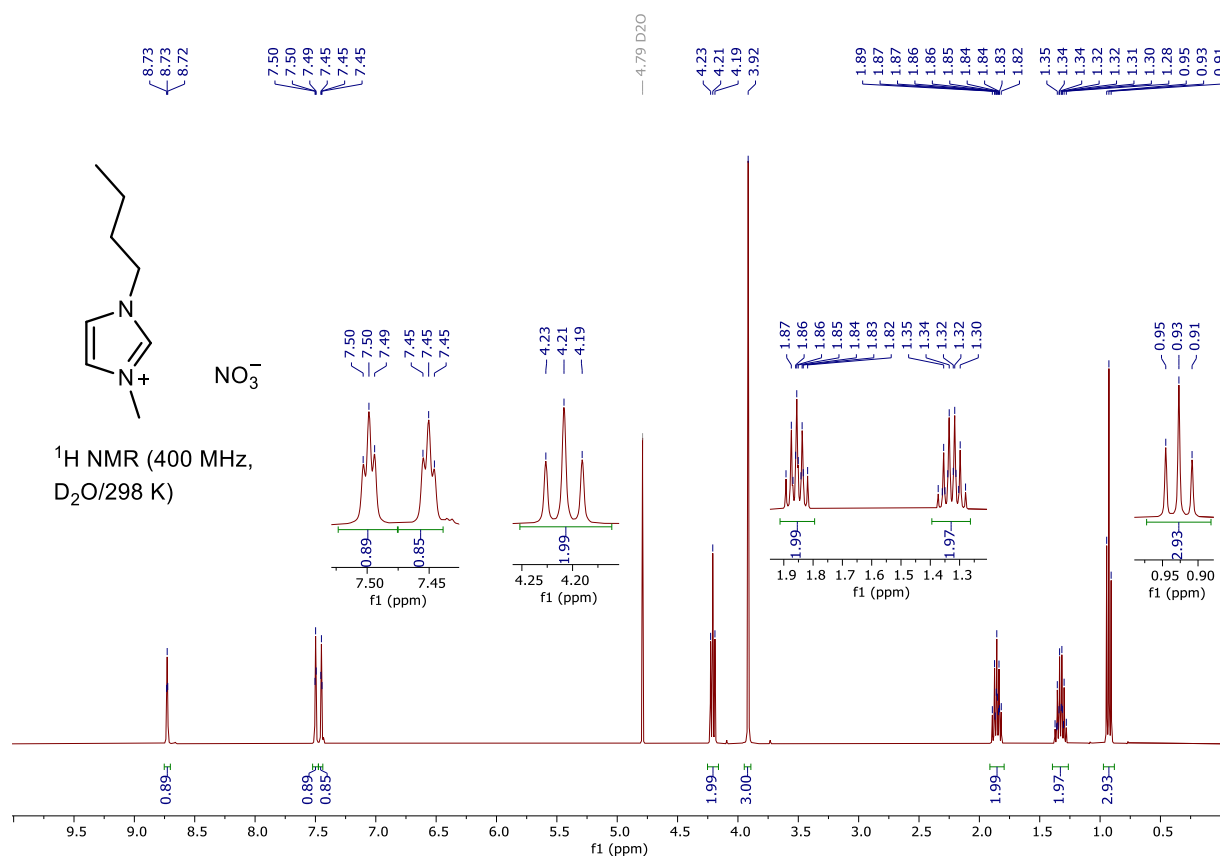 8.73 8.73 8.72 7.50 7.50 7.49 7.45 7.45 7.45 — 4.79 D2O 4.23 4.21 4.19 3.92 1.89 1.87 1.87 1.86 1.86 1.85 1.84 1.84 1.83 1.82 1.35 1.34 1.34 1.32 1.32 1.31 1.30 1.28 0.95 0.93 0.91
N
N
+
NO₃⁻
¹H NMR (400 MHz,
D₂O/298 K)
7.50 7.50 7.49 7.45 7.45 7.45
0.89 0.85
7.50 7.45
f1 (ppm)
4.23 4.21 4.19
1.99
4.25 4.20
f1 (ppm)
1.87 1.86 1.86 1.85 1.84 1.83 1.82 1.35 1.34 1.32 1.32 1.30
1.99 1.97
1.9 1.8 1.7 1.6 1.5 1.4 1.3
f1 (ppm)
0.95 0.93 0.91
2.93
0.95 0.90
f1 (ppm)
0.89 0.89 0.85 1.99 3.00 1.99 1.97 2.93
9.5 9.0 8.5 8.0 7.5 7.0 6.5 6.0 5.5 5.0 4.5 4.0 3.5 3.0 2.5 2.0 1.5 1.0 0.5
f1 (ppm)